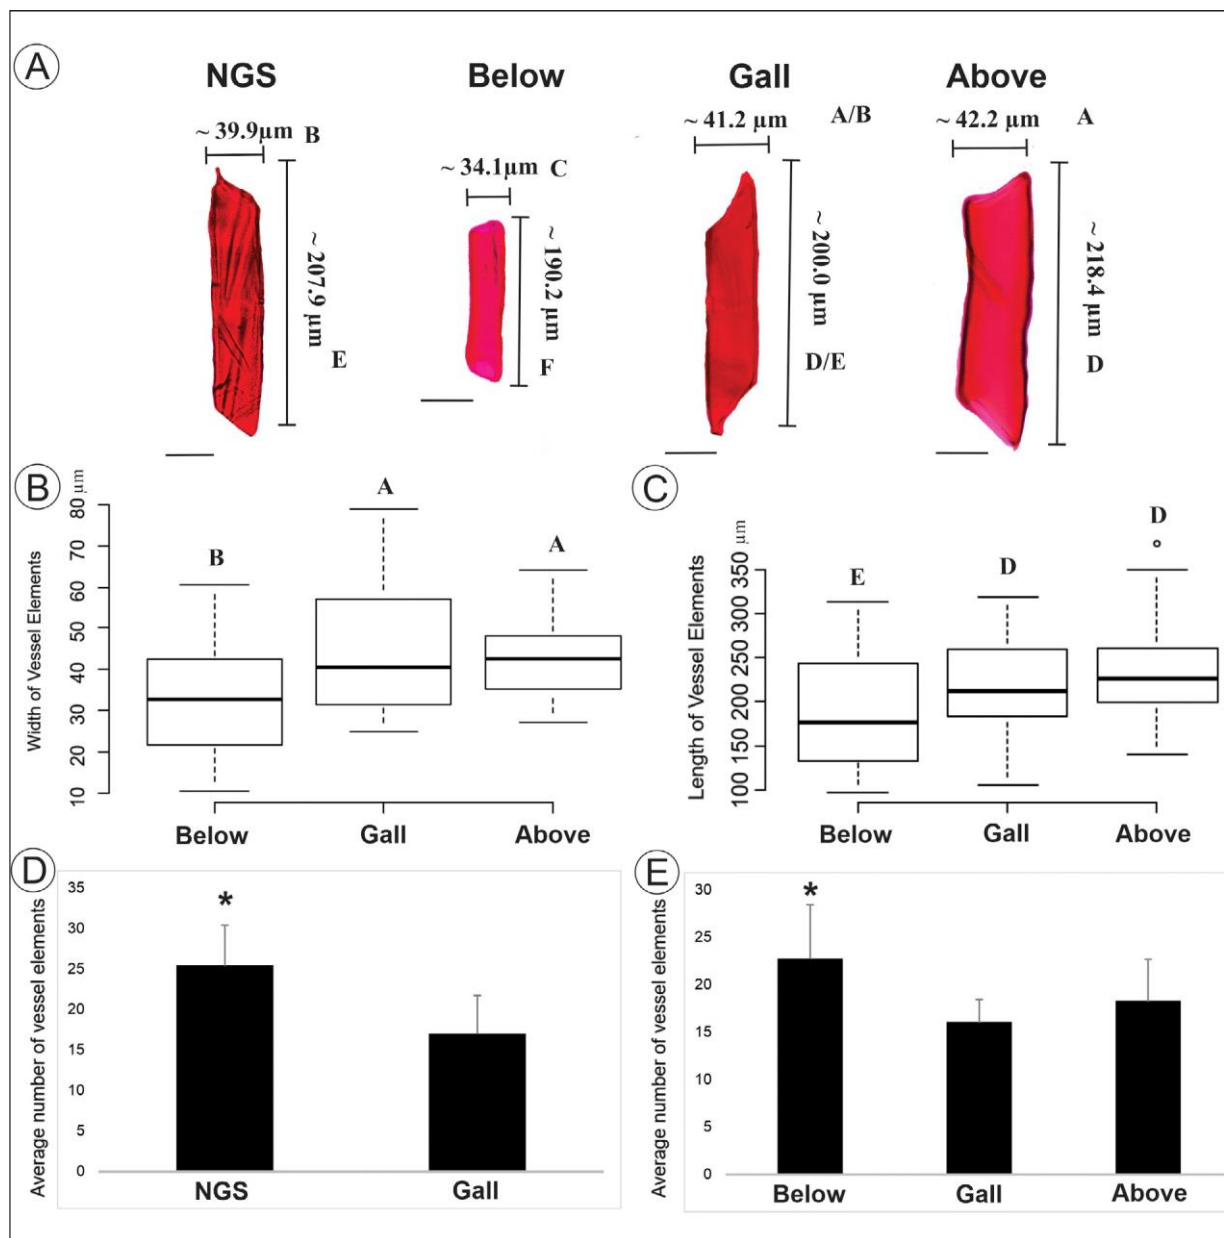 A
NGS Below Gall Above
~ 39.9µm B
~ 34.1µm C
~ 41.2 µm A/B
~ 42.2 µm A
~ 207.9 µm E
~ 190.2 µm F
~ 200.0 µm D/E
~ 218.4 µm D
B
Width of Vessel Elements
µm
80
70
60
50
40
30
20
10
B A A
Below Gall Above
C
Length of Vessel Elements
µm
350
300
250
200
150
100
E D D
Below Gall Above
D
Average number of vessel elements
35
30
25
20
15
10
5
0
*
NGS Gall
E
Average number of vessel elements
30
25
20
15
10
5
0
*
Below Gall Above